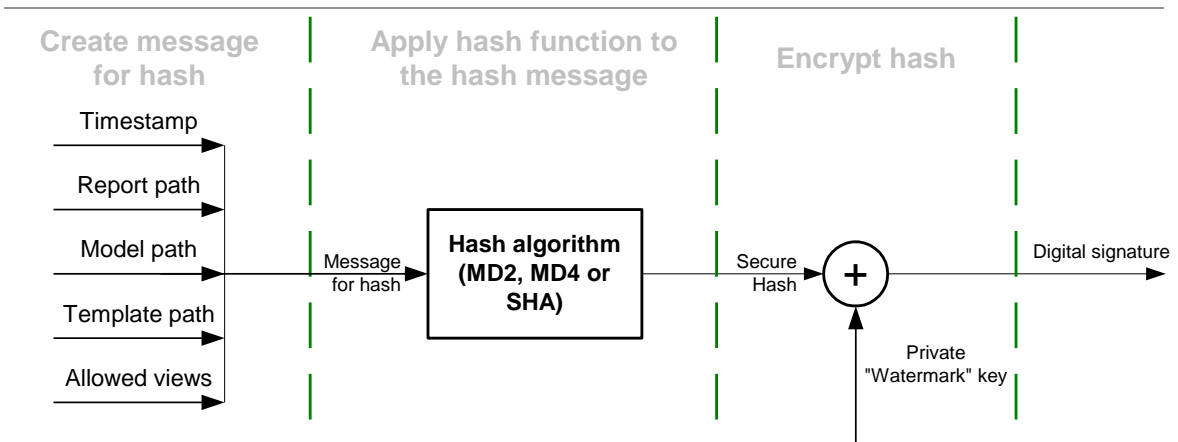 Create message
for hash
Apply hash function to
the hash message
Encrypt hash
Timestamp
Report path
Model path
Template path
Allowed views
Message
for hash
Hash algorithm
(MD2, MD4 or
SHA)
Secure
Hash
+
Digital signature
Private
"Watermark" key